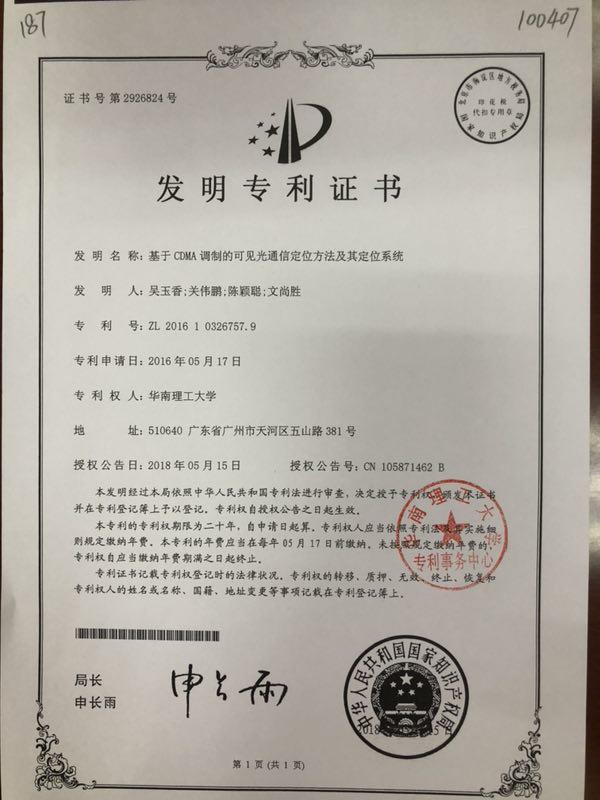 187
100407
证书号第2926824号
北京市海淀区地方税务局
印花税
代扣专用章
国家知识产权局
发明专利证书
发明名称：基于CDMA调制的可见光通信定位方法及其定位系统
发明人：吴玉香;关伟鹏;陈颖聪;文尚胜
专利号：ZL 2016 1 0326757.9
专利申请日：2016年05月17日
专利权人：华南理工大学
地址：510640 广东省广州市天河区五山路381号
授权公告日：2018年05月15日 授权公告号：CN 105871462 B
本发明经过本局依照中华人民共和国专利法进行审查，决定授予专利权，颁发本证书
并在专利登记簿上予以登记。专利权自授权公告之日起生效。
本专利的专利权期限为二十年，自申请日起算。专利权人应当依照专利法及其实施细
则规定缴纳年费。本专利的年费应当在每年05月17日前缴纳。未按照规定缴纳年费的，
专利权自应当缴纳年费期满之日起终止。
专利证书记载专利权登记时的法律状况。专利权的转移、质押、无效、终止、恢复和
专利权人的姓名或名称、国籍、地址变更等事项记载在专利登记簿上。
华南理工大学
专利事务中心
局长
申长雨
申长雨
中华人民共和国国家知识产权局
第1页(共1页)